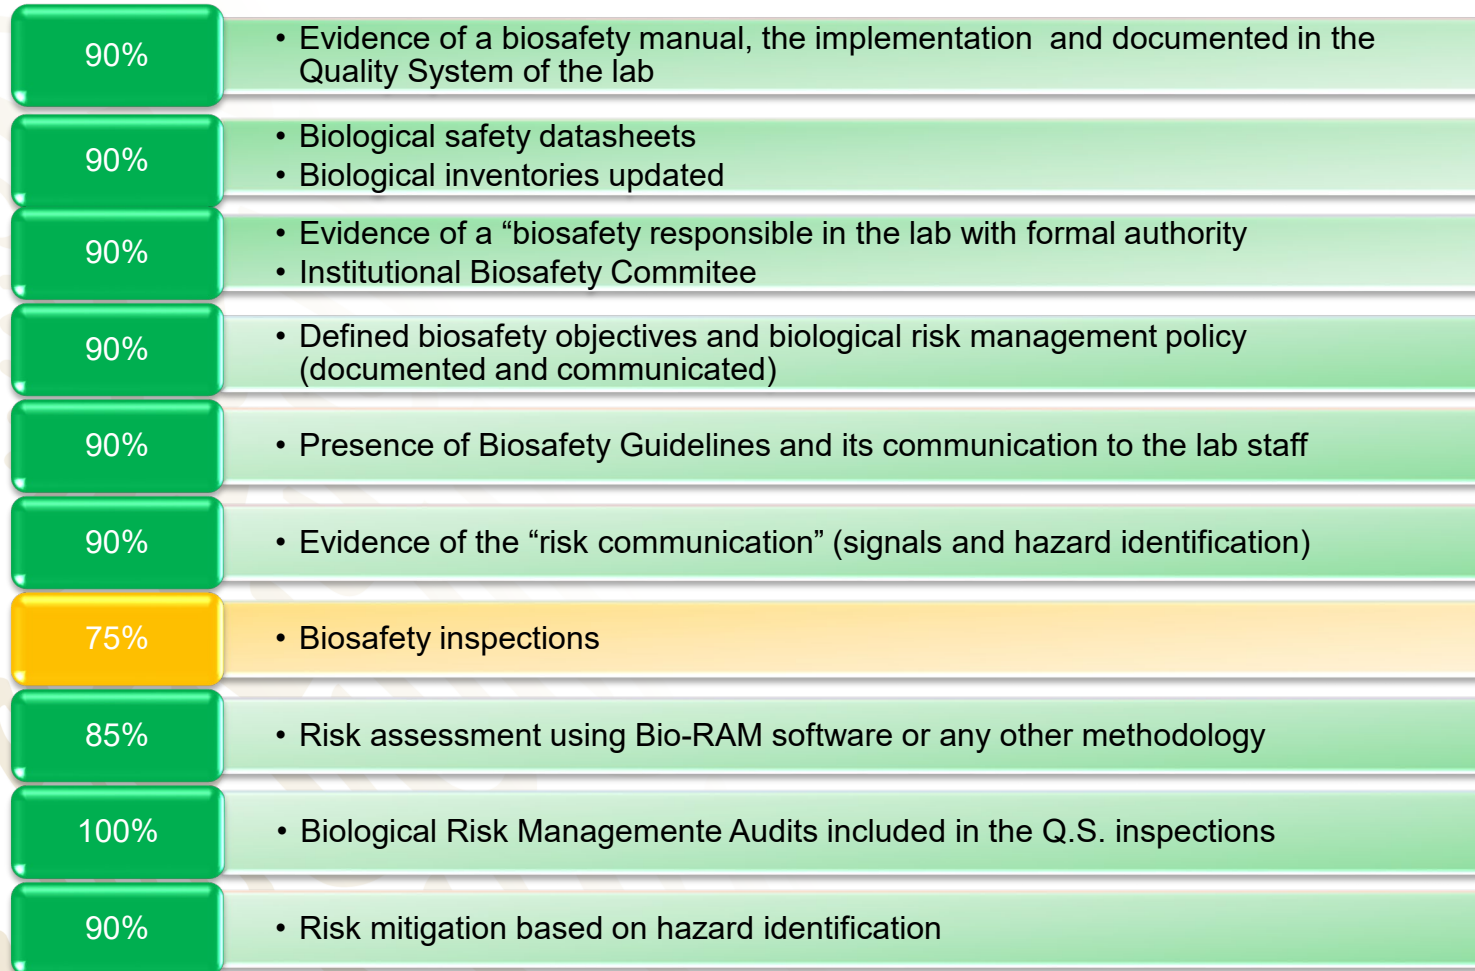 90%
• Evidence of a biosafety manual, the implementation  and documented in the
Quality System of the lab
90%
• Biological safety datasheets
• Biological inventories updated
90%
• Evidence of a “biosafety responsible in the lab with formal authority
• Institutional Biosafety Commitee
90%
• Defined biosafety objectives and biological risk management policy
(documented and communicated)
90%
• Presence of Biosafety Guidelines and its communication to the lab staff
90%
• Evidence of the “risk communication” (signals and hazard identification)
75%
• Biosafety inspections
85%
• Risk assessment using Bio-RAM software or any other methodology
100%
• Biological Risk Managemente Audits included in the Q.S. inspections
90%
• Risk mitigation based on hazard identification